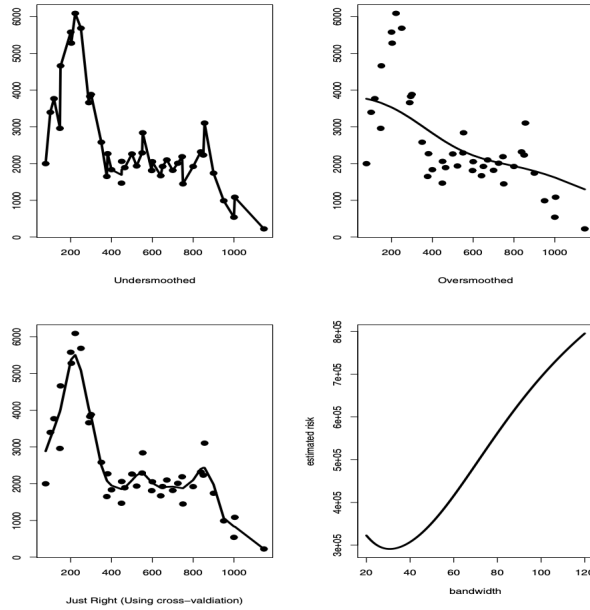 6000
5000
4000
3000
2000
1000
0
200 400 600 800 1000
Undersmoothed
6000
5000
4000
3000
2000
1000
0
200 400 600 800 1000
Oversmoothed
6000
5000
4000
3000
2000
1000
0
200 400 600 800 1000
Just Right (Using cross−valdiation)
estimated risk
8e+05
7e+05
6e+05
5e+05
4e+05
3e+05
20 40 60 80 100 120
bandwidth